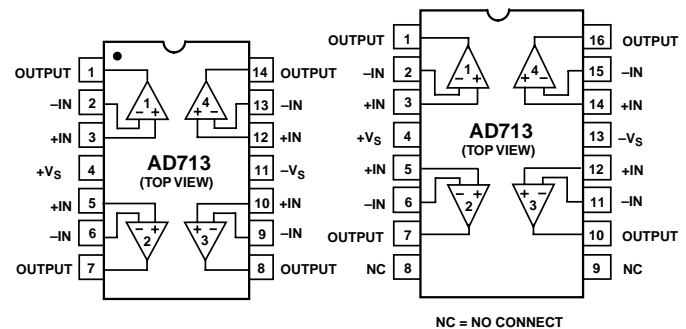 OUTPUT 1 14 OUTPUT
–IN 2 1 4 13 –IN
– + + –
+IN 3 12 +IN
AD713
+VS 4 (TOP VIEW) 11 –VS
+IN 5 10 +IN
+ – + –
–IN 6 2 3 9 –IN
OUTPUT 7 8 OUTPUT
OUTPUT 1 16 OUTPUT
–IN 2 1 4 15 –IN
– + + –
+IN 3 14 +IN
AD713
+VS 4 (TOP VIEW) 13 –VS
+IN 5 12 +IN
– + + –
–IN 6 2 3 11 –IN
OUTPUT 7 10 OUTPUT
NC 8 9 NC
NC = NO CONNECT